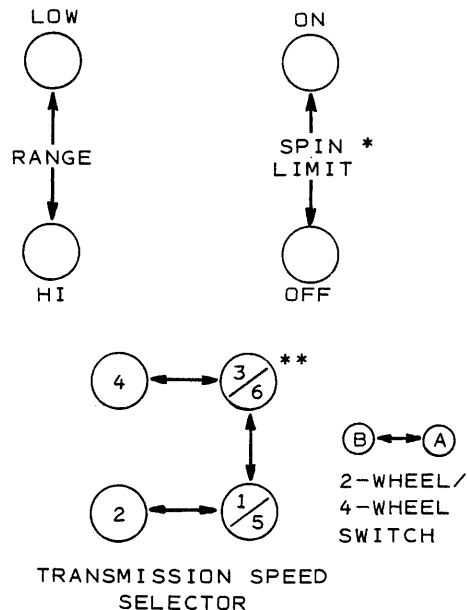 LOW
ON
RANGE
SPIN *
LIMIT
HI
OFF
4
3/6
**
2
1/5
B
A
2-WHEEL/
4-WHEEL
SWITCH
TRANSMISSION SPEED
SELECTOR